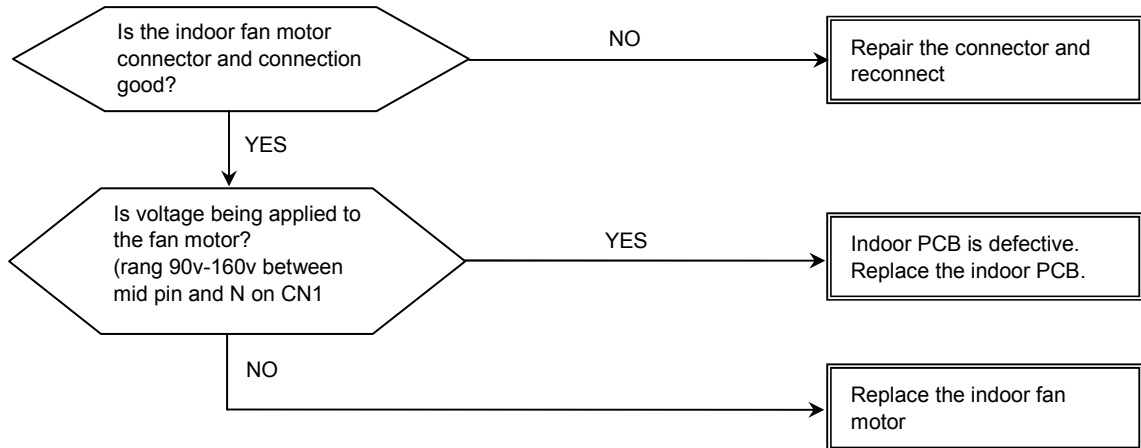 Is the indoor fan motor
connector and connection
good?
NO
Repair the connector and
reconnect
YES
Is voltage being applied to
the fan motor?
(rang 90v-160v between
mid pin and N on CN1
YES
Indoor PCB is defective.
Replace the indoor PCB.
NO
Replace the indoor fan
motor